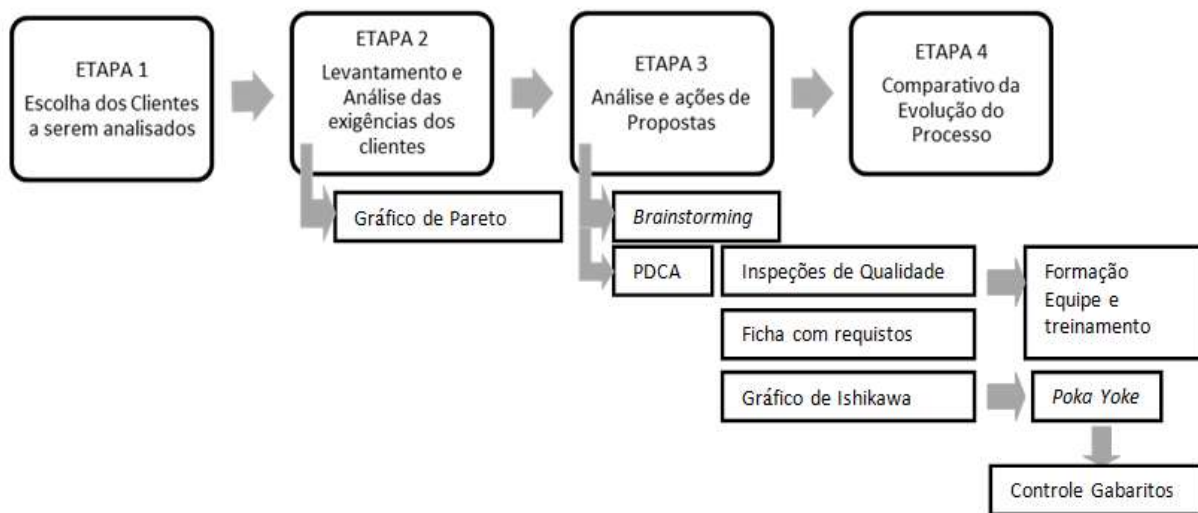 ETAPA 1
Escolha dos Clientes
a serem analisados
ETAPA 2
Levantamento e
Análise das
exigências dos
clientes
ETAPA 3
Análise e ações de
Propostas
ETAPA 4
Comparativo da
Evolução do
Processo
Gráfico de Pareto
Brainstorming
PDCA
Inspeções de Qualidade
Formação
Equipe e
treinamento
Ficha com requistos
Gráfico de Ishikawa
Poka Yoke
Controle Gabaritos